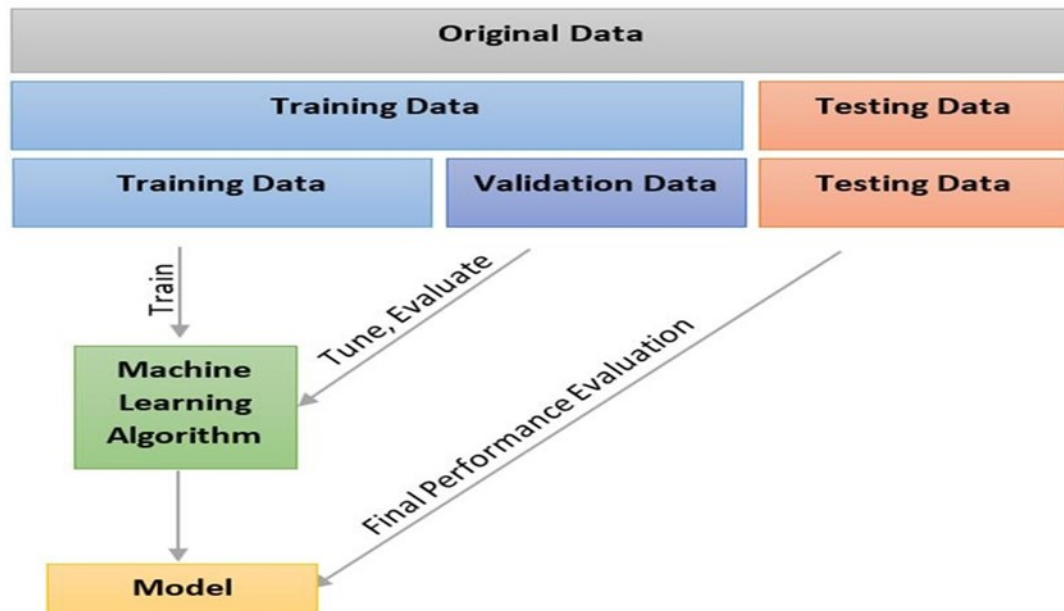 Original Data
Training Data
Testing Data
Training Data
Validation Data
Testing Data
Train
Tune, Evaluate
Final Performance Evaluation
Machine
Learning
Algorithm
Model